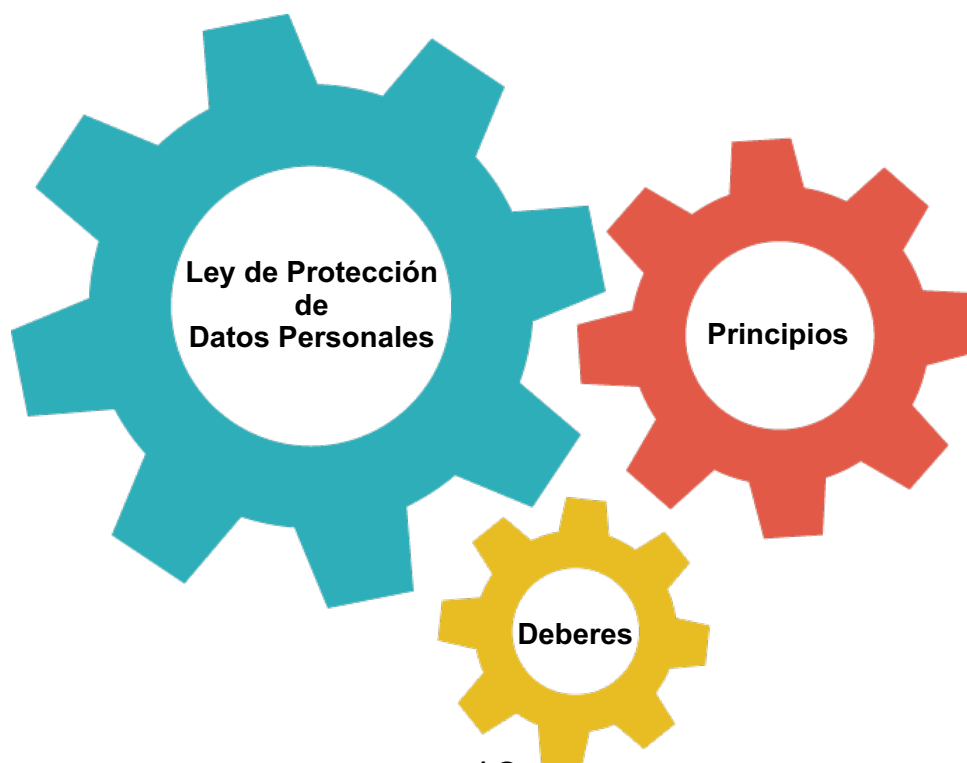 Ley de Protección
de
Datos Personales
Principios
Deberes